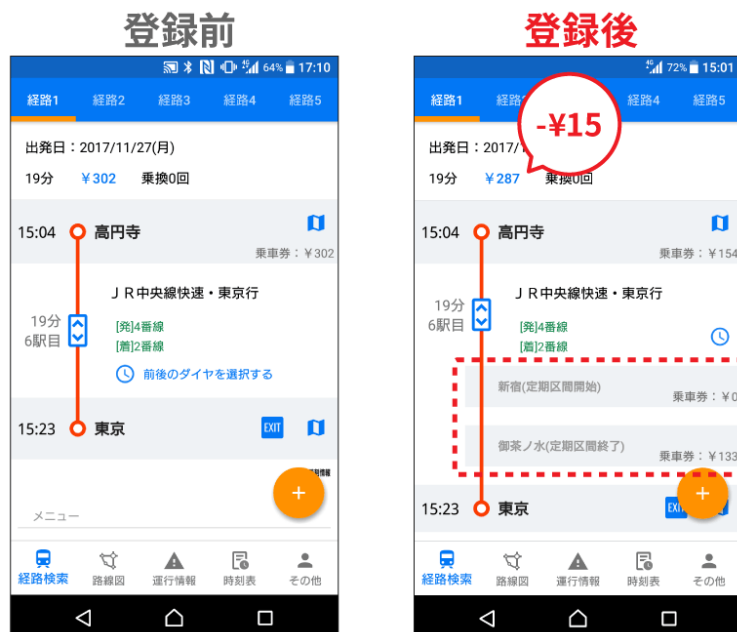 登録前
64% 17:10
経路1 経路2 経路3 経路4 経路5
出発日：2017/11/27(月)
19分 ￥302 乗換0回
15:04 高円寺
乗車券：￥302
ＪＲ中央線快速・東京行
19分
6駅目
[発]4番線
[着]2番線
前後のダイヤを選択する
15:23 東京 EXIT
+
メニュー
経路検索 路線図 運行情報 時刻表 その他
登録後
4G 72% 15:01
経路1 経路 経路4 経路5
-¥15
出発日：2017/1
19分 ￥287 乗換0回
15:04 高円寺
乗車券：￥154
ＪＲ中央線快速・東京行
19分
6駅目
[発]4番線
[着]2番線
新宿(定期区間開始)
乗車券：￥0
御茶ノ水(定期区間終了)
乗車券：￥133
15:23 東京
+
経路検索 路線図 運行情報 時刻表 その他